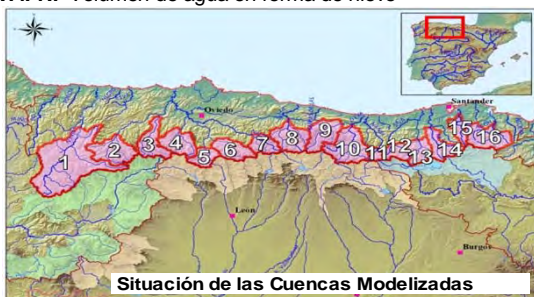 Volumen de agua en forma de nieve
Santander
Oviedo
1
2
3
4
5
6
7
8
9
10
11
12
13
14
15
16
León
Burgos
Situación de las Cuencas Modelizadas